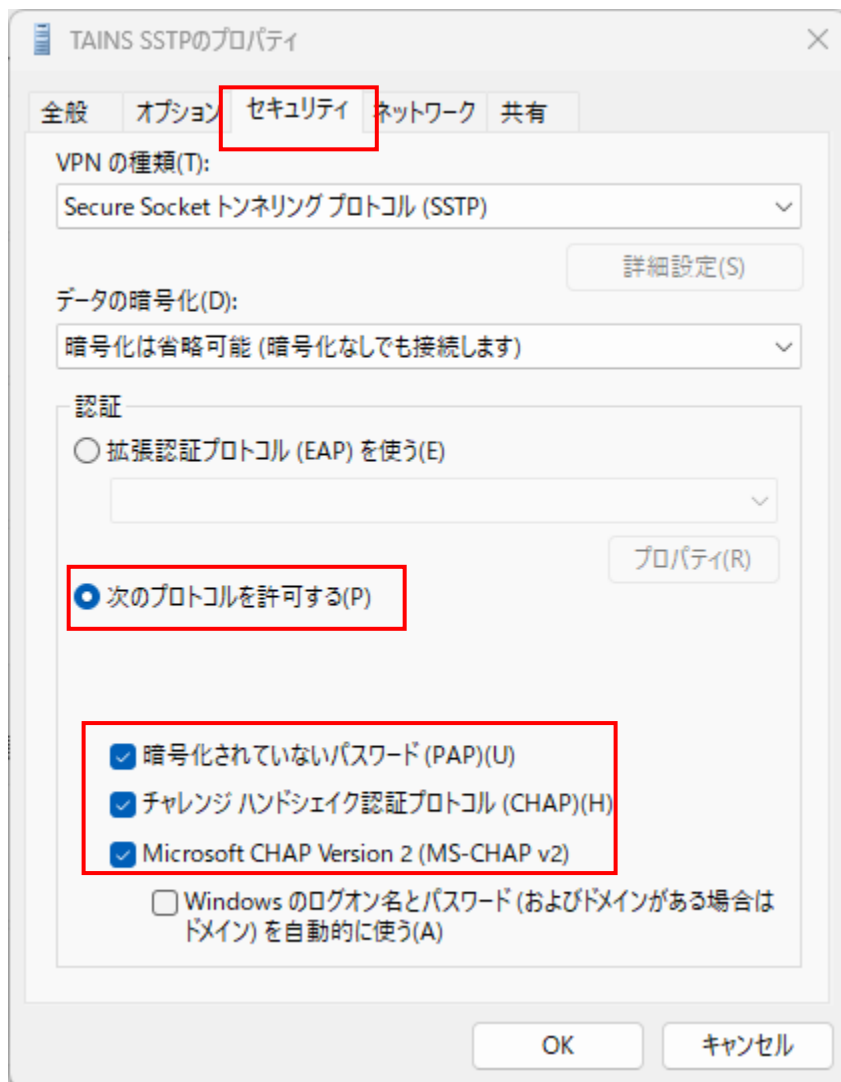 TAINS SSTPのプロパティ
全般 オプション セキュリティ ネットワーク 共有
VPN の種類(T):
Secure Socket トンネリング プロトコル (SSTP)
詳細設定(S)
データの暗号化(D):
暗号化は省略可能 (暗号化なしでも接続します)
認証
拡張認証プロトコル (EAP) を使う(E)
プロパティ(R)
次のプロトコルを許可する(P)
暗号化されていないパスワード (PAP)(U)
チャレンジ ハンドシェイク認証プロトコル (CHAP)(H)
Microsoft CHAP Version 2 (MS-CHAP v2)
Windows のログオン名とパスワード (およびドメインがある場合は
ドメイン) を自動的に使う(A)
OK キャンセル